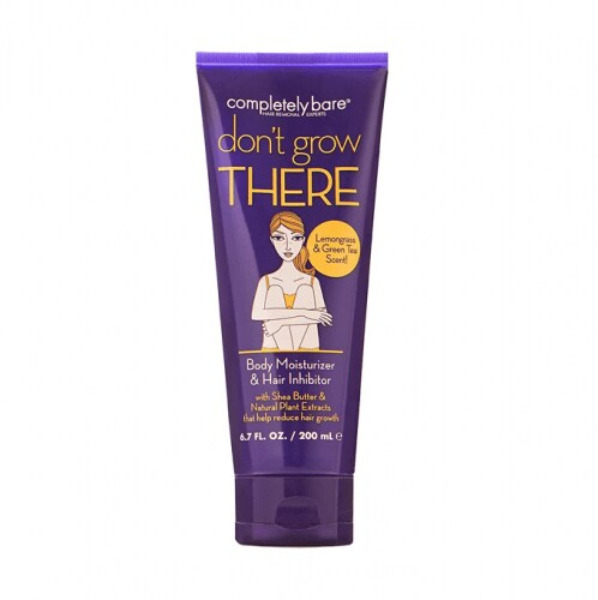 completely bare®
HAIR REMOVAL EXPERTS
don't grow
THERE
Lemongrass
& Green Tea
Scent!
Body Moisturizer
& Hair Inhibitor
with Shea Butter &
Natural Plant Extracts
that help reduce hair growth
6.7 FL. OZ. / 200 mL ℮